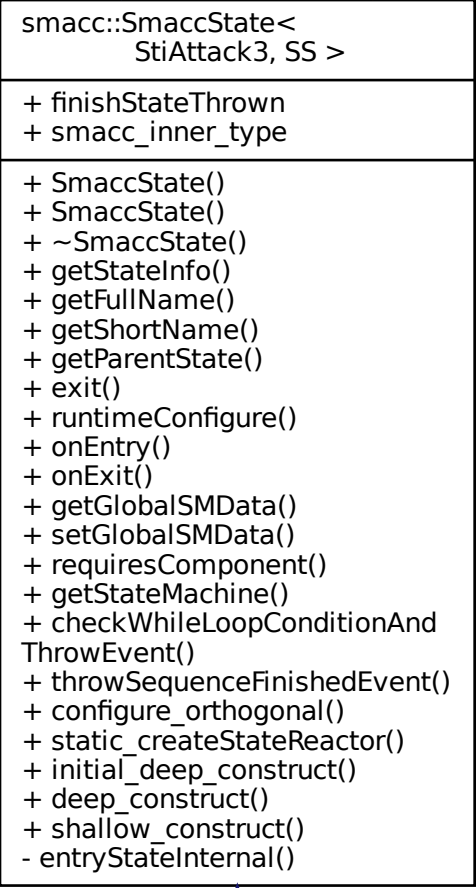 smacc::SmaccState<
StiAttack3, SS >
+ finishStateThrown
+ smacc_inner_type
+ SmaccState()
+ SmaccState()
+ ~SmaccState()
+ getStateInfo()
+ getFullName()
+ getShortName()
+ getParentState()
+ exit()
+ runtimeConfigure()
+ onEntry()
+ onExit()
+ getGlobalSMData()
+ setGlobalSMData()
+ requiresComponent()
+ getStateMachine()
+ checkWhileLoopConditionAnd
ThrowEvent()
+ throwSequenceFinishedEvent()
+ configure_orthogonal()
+ static_createStateReactor()
+ initial_deep_construct()
+ deep_construct()
+ shallow_construct()
- entryStateInternal()